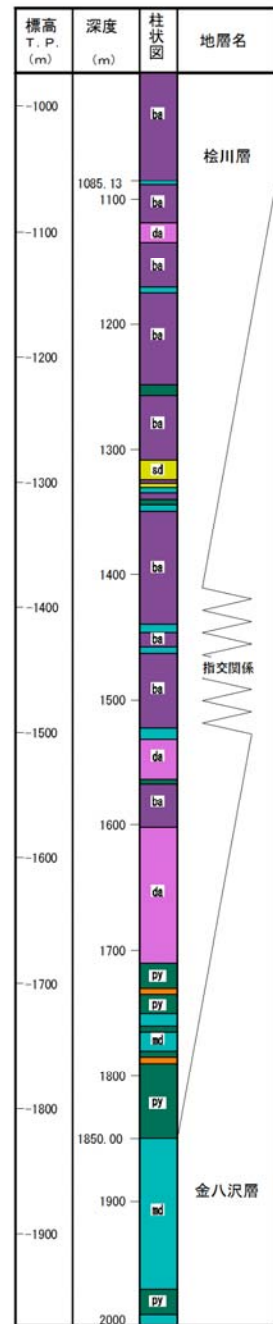 標高
T. P.
(m)
深度
(m)
柱状図
地層名
-1000
-1100
-1200
-1300
-1400
-1500
-1600
-1700
-1800
-1900
1085.13
1100
1200
1300
1400
1500
1600
1700
1800
1850.00
1900
2000
ba
ba
da
ba
ba
ba
sd
ba
ba
ba
da
ba
da
py
py
md
py
md
py
桧川層
指交関係
金八沢層